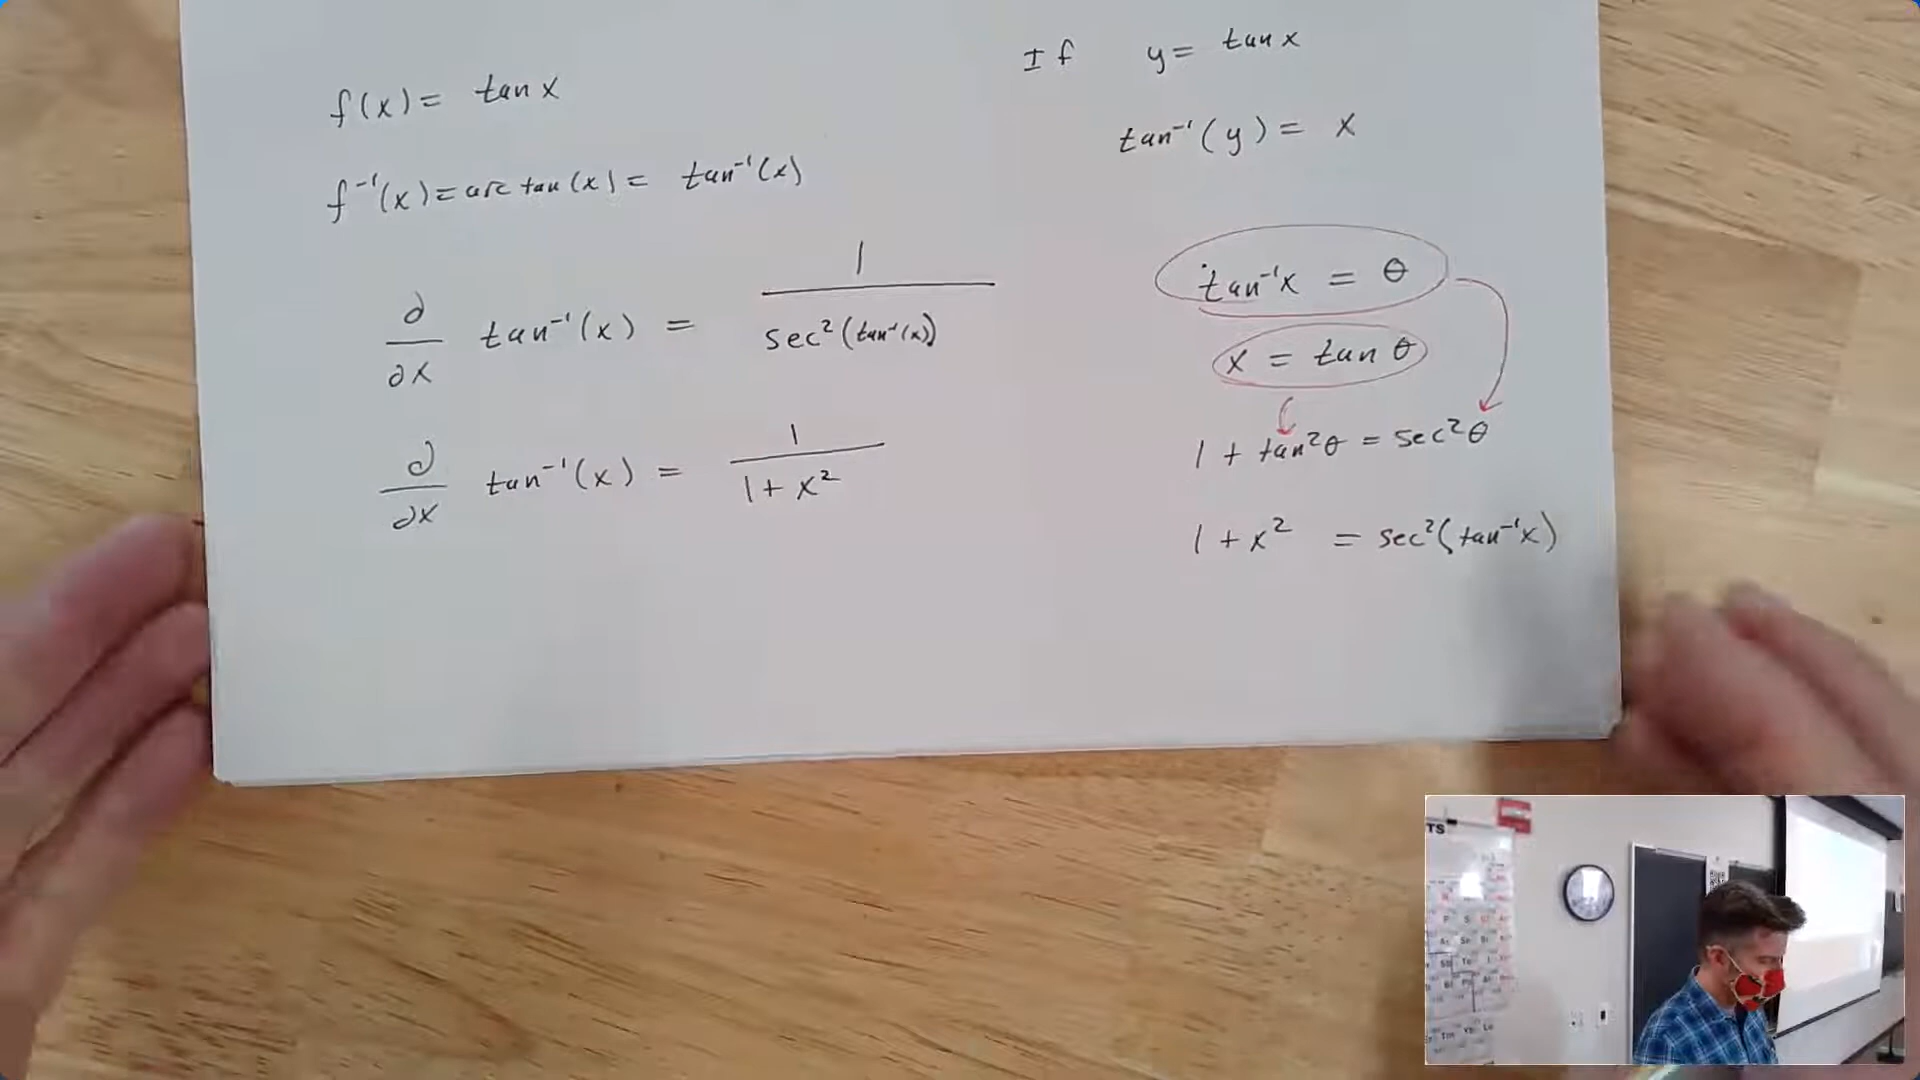 f(x) = tan x
f⁻¹(x) = arc tan(x) = tan⁻¹(x)
∂/∂x tan⁻¹(x) = 1/sec²(tan⁻¹(x))
∂/∂x tan⁻¹(x) = 1/1 + x²
If y = tan x
tan⁻¹(y) = x
tan⁻¹x = θ
x = tan θ
1 + tan²θ = sec²θ
1 + x² = sec²(tan⁻¹x)
TS